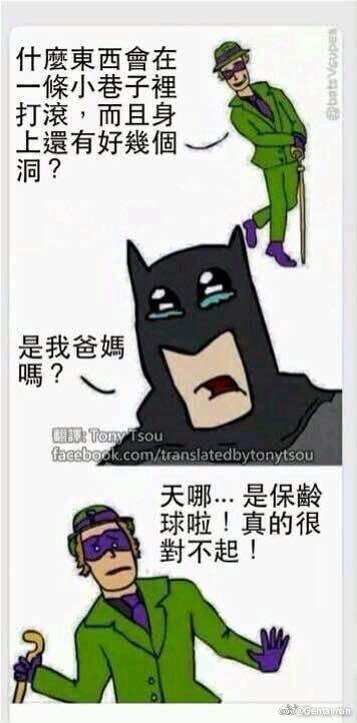 什麼東西會在
一條小巷子裡
打滾，而且身
上還有好幾個
洞？
@batsVsupes
是我爸媽
嗎？
翻譯: Tony Tsou
facebook.com/translatedbytonytsou
天哪... 是保齡
球啦！真的很
對不起！